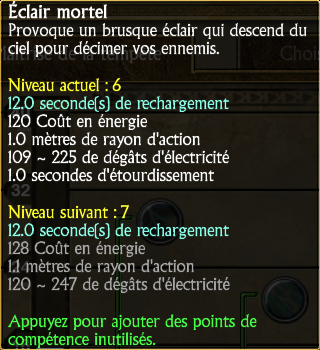 Éclair mortel
Provoque un brusque éclair qui descend du
ciel pour décimer vos ennemis.
Niveau actuel : 6
12.0 seconde(s) de rechargement
120 Coût en énergie
1.0 mètres de rayon d'action
109 ~ 225 de dégâts d'électricité
1.0 secondes d'étourdissement
32
Niveau suivant : 7
12.0 seconde(s) de rechargement
128 Coût en énergie
1.1 mètres de rayon d'action
120 ~ 247 de dégâts d'électricité
Appuyez pour ajouter des points de
compétence inutilisés.